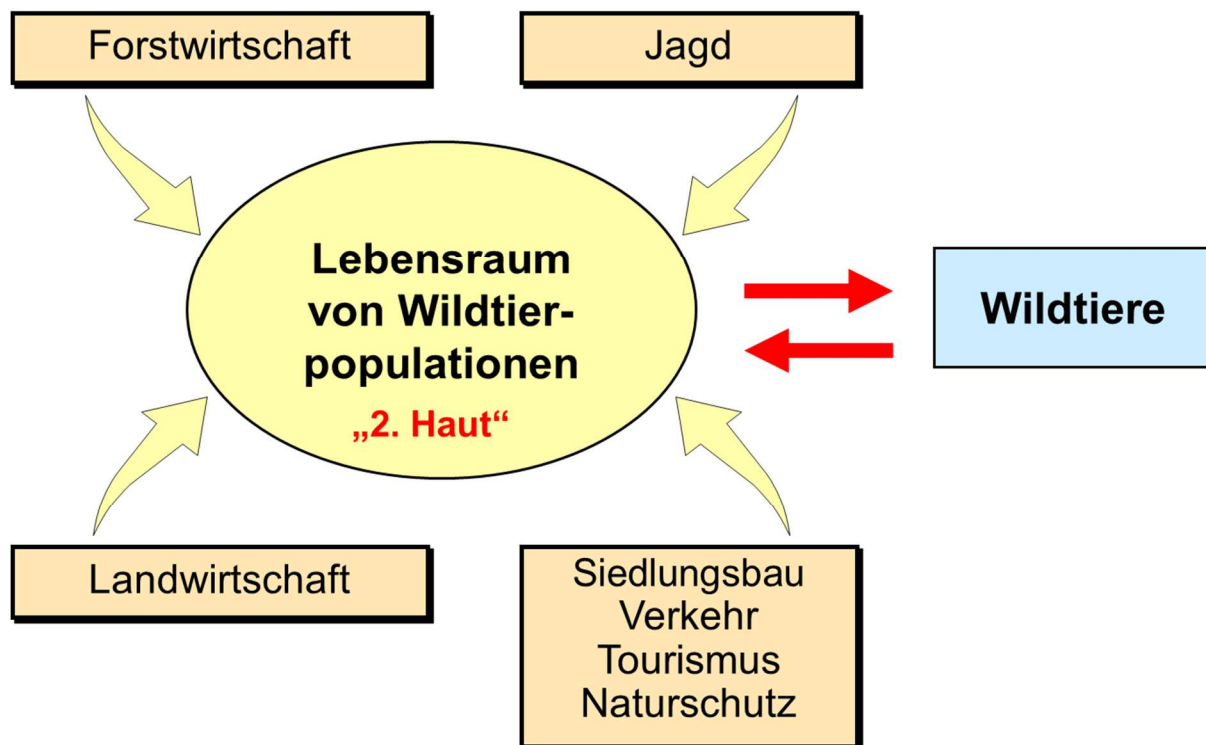 Forstwirtschaft
Jagd
Lebensraum
von Wildtier-
populationen
„2. Haut“
Wildtiere
Landwirtschaft
Siedlungsbau
Verkehr
Tourismus
Naturschutz